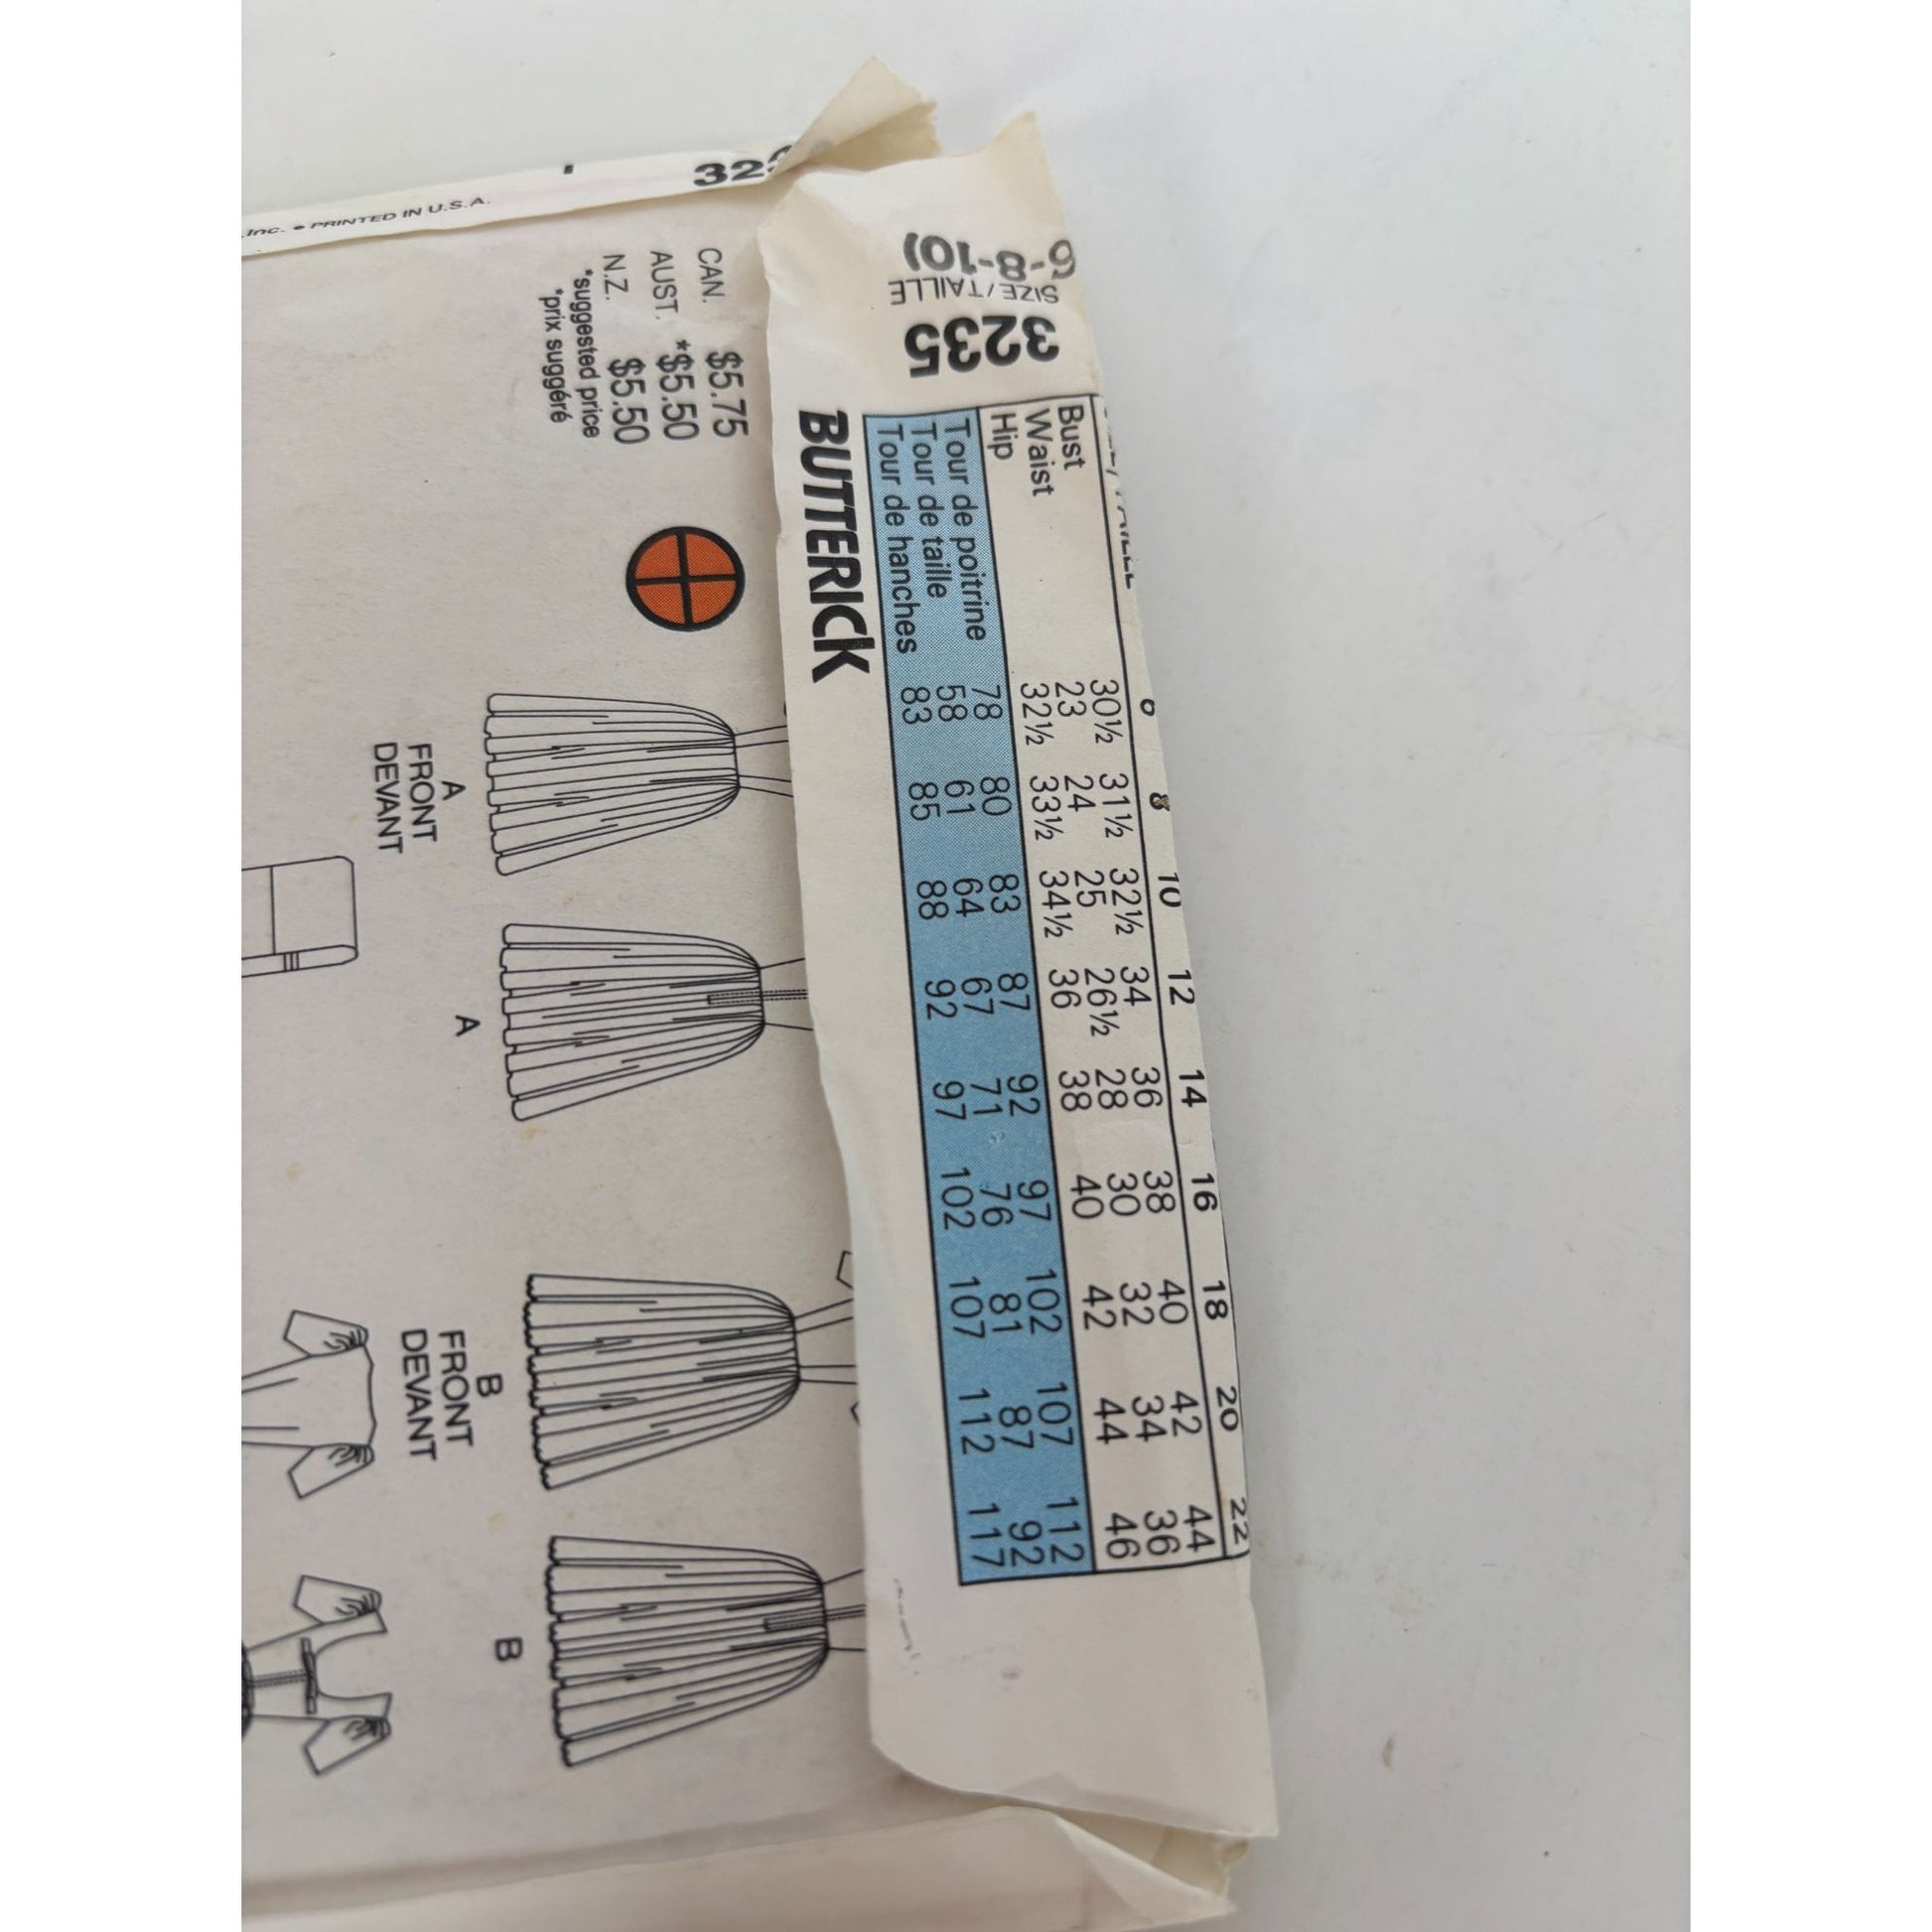 323
Inc. • PRINTED IN U.S.A.
6-8-10)
SIZE/TAILLE
3235
6 8 10 12 14 16 18 20 22
Bust 30½ 31½ 32½ 34 36 38 40 42 44
Waist 23 24 25 26½ 28 30 32 34 36
Hip 32½ 33½ 34½ 36 38 40 42 44 46
Tour de poitrine 78 80 83 87 92 97 102 107 112
Tour de taille 58 61 64 67 71 76 81 87 92
Tour de hanches 83 85 88 92 97 102 107 112 117
BUTTERICK
CAN. $5.75
AUST. *$5.50
N.Z. $5.50
*suggested price
*prix suggéré
A
FRONT
DEVANT
A
B
FRONT
DEVANT
B